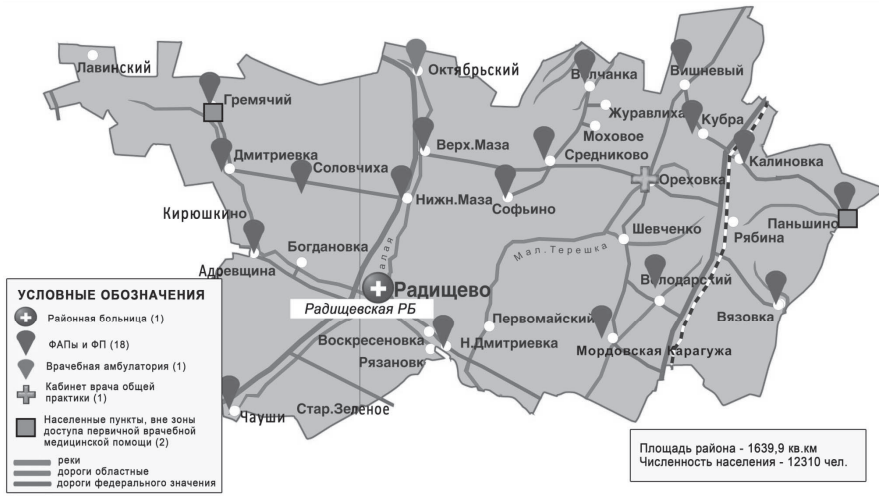 Лавинский
Октябрьский
Волчанка
Вишневый
Гремячий
Журавлиха
Кубра
Моховое
Верх.Маза
Средниково
Калиновка
Дмитриевка
Соловчиха
Ореховка
Нижн.Маза
Софьино
Кирюшкино
Паньшино
Шевченко
Рябина
Богдановка
Мал.Терешка
Адоевщина
Володарский
Радищево
Радищевская РБ
Вязовка
Первомайский
Воскресеновка
Н.Дмитриевка
Мордовская Карагужа
Рязановк
Стар.Зеленое
Чауши
УСЛОВНЫЕ ОБОЗНАЧЕНИЯ
Районная больница (1)
ФАПы и ФП (18)
Врачебная амбулатория (1)
Кабинет врача общей
практики (1)
Населенные пункты, вне зоны
доступа первичной врачебной
медицинской помощи (2)
реки
дороги областные
дороги федерального значения
Площадь района - 1639,9 кв.км
Численность населения - 12310 чел.